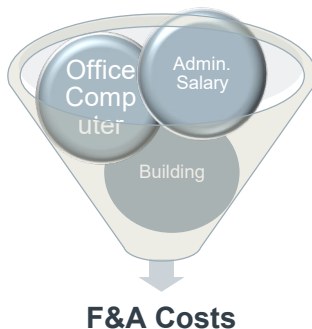 Office
Comp
uter
Admin.
Salary
Building
F&A Costs